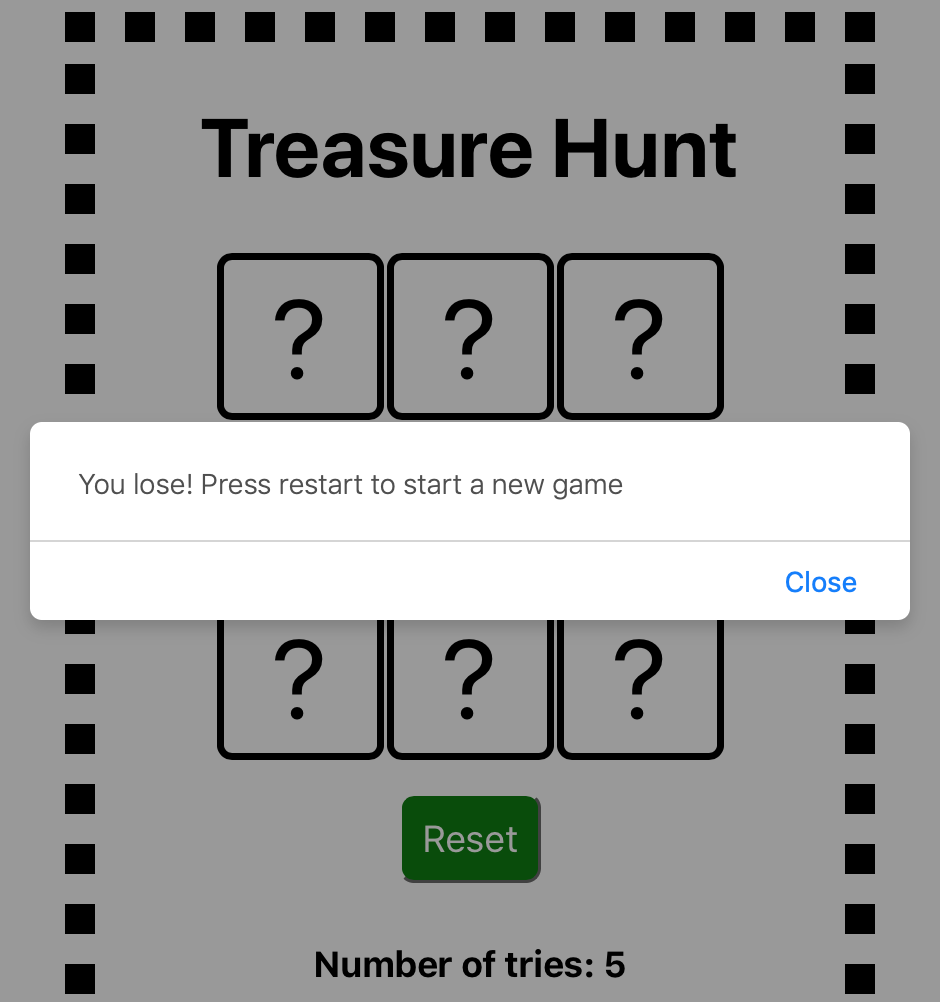 Treasure Hunt
? ? ?
You lose! Press restart to start a new game
Close
? ? ?
Reset
Number of tries: 5